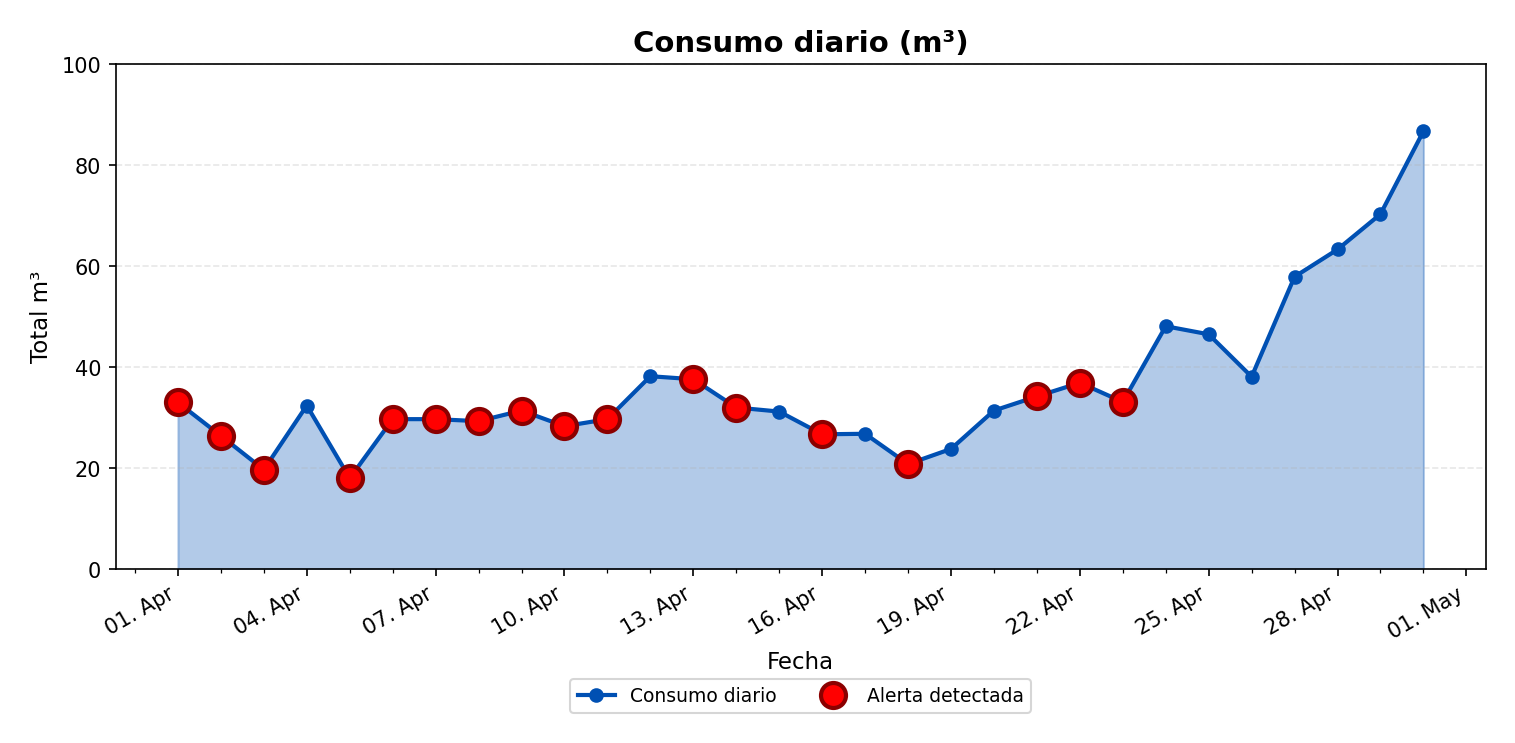 Consumo diario (m³)
100
80
60
40
20
0
Total m³
01. Apr
04. Apr
07. Apr
10. Apr
13. Apr
16. Apr
19. Apr
22. Apr
25. Apr
28. Apr
01. May
Fecha
Consumo diario
Alerta detectada